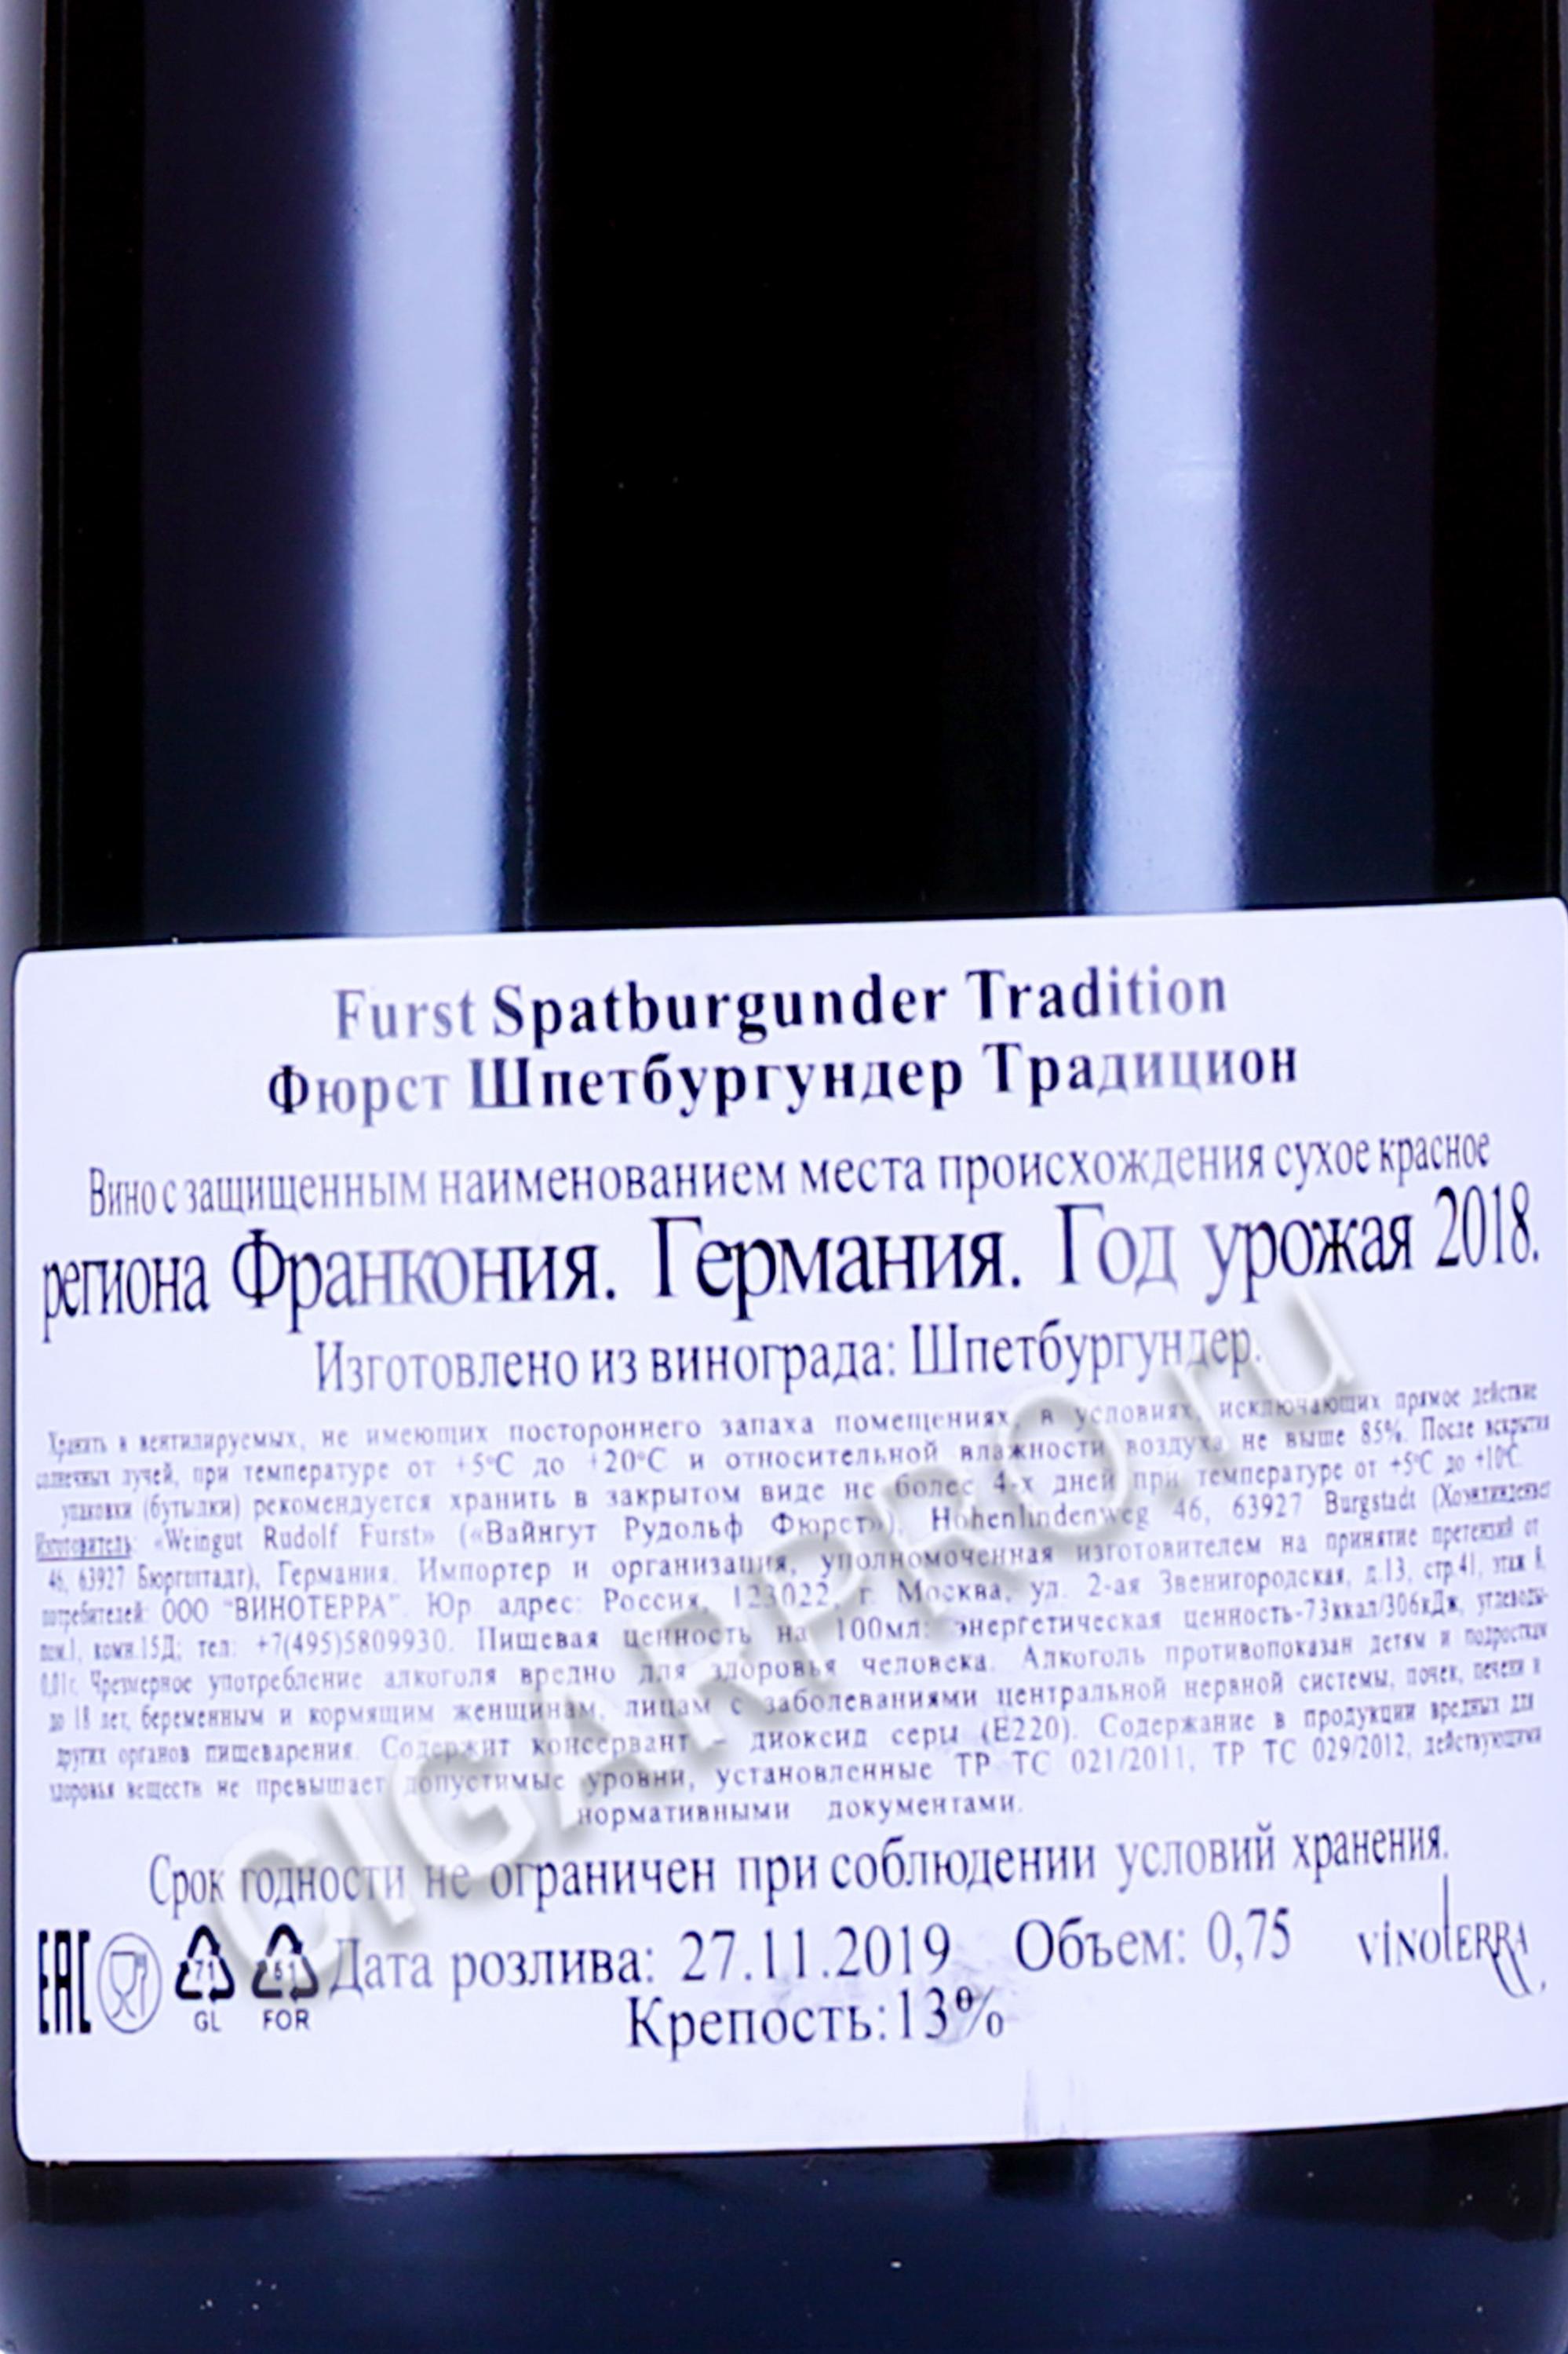 Furst Spatburgunder Tradition
Фюрст Шпетбургундер Традицион
Вино с защищенным наименованием места происхождения сухое красное
региона Франкония. Германия. Год урожая 2018.
Изготовлено из винограда: Шпетбургундер.
Хранить в вентилируемых, не имеющих постороннего запаха помещениях, в условиях, исключающих прямое действие
солнечных лучей, при температуре от +5°C до +20°C и относительной влажности воздуха не выше 85%. После вскрытия
упаковки (бутылки) рекомендуется хранить в закрытом виде не более 4-х дней при температуре от +5°C до +10°C.
Изготовитель: «Weingut Rudolf Furst» («Вайнгут Рудольф Фюрст»), Hohenlindenweg 46, 63927 Burgstadt (Хоэнлинденвег
46, 63927 Бюргштадт), Германия. Импортер и организация, уполномоченная изготовителем на принятие претензий от
потребителей: ООО "ВИНОТЕРРА". Юр. адрес: Россия, 123022, г. Москва, ул. 2-ая Звенигородская, д.13, стр.41, этаж 8,
пом.I, комн.15Д; тел: +7(495)5809930. Пищевая ценность на 100мл: энергетическая ценность-73ккал/306кДж, углеводы-
0,01г. Чрезмерное употребление алкоголя вредно для здоровья человека. Алкоголь противопоказан детям и подросткам
до 18 лет, беременным и кормящим женщинам, лицам с заболеваниями центральной нервной системы, почек, печени и
других органов пищеварения. Содержит консервант – диоксид серы (E220). Содержание в продукции вредных для
здоровья веществ не превышает допустимые уровни, установленные ТР ТС 021/2011, ТР ТС 029/2012, действующими
нормативными документами.
Срок годности не ограничен при соблюдении условий хранения.
EAC 71 GL 61 FOR Дата розлива: 27.11.2019 Объем: 0,75 VINOTERRA
Крепость:13%
CIGARPRO.ru